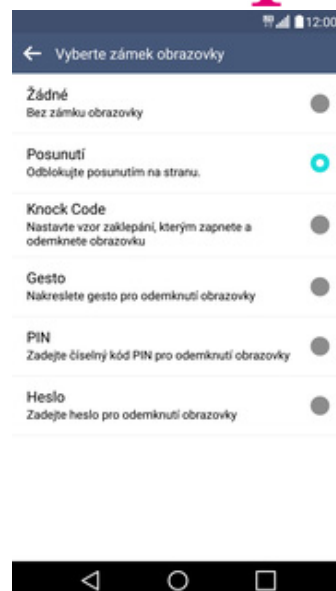 12:00
Vyberte zámek obrazovky
Žádné
Bez zámku obrazovky
Posunutí
Odblokujte posunutím na stranu.
Knock Code
Nastavte vzor zaklepání, kterým zapnete a
odemknete obrazovku
Gesto
Nakreslete gesto pro odemknutí obrazovky
PIN
Zadejte číselný kód PIN pro odemknutí obrazovky
Heslo
Zadejte heslo pro odemknutí obrazovky